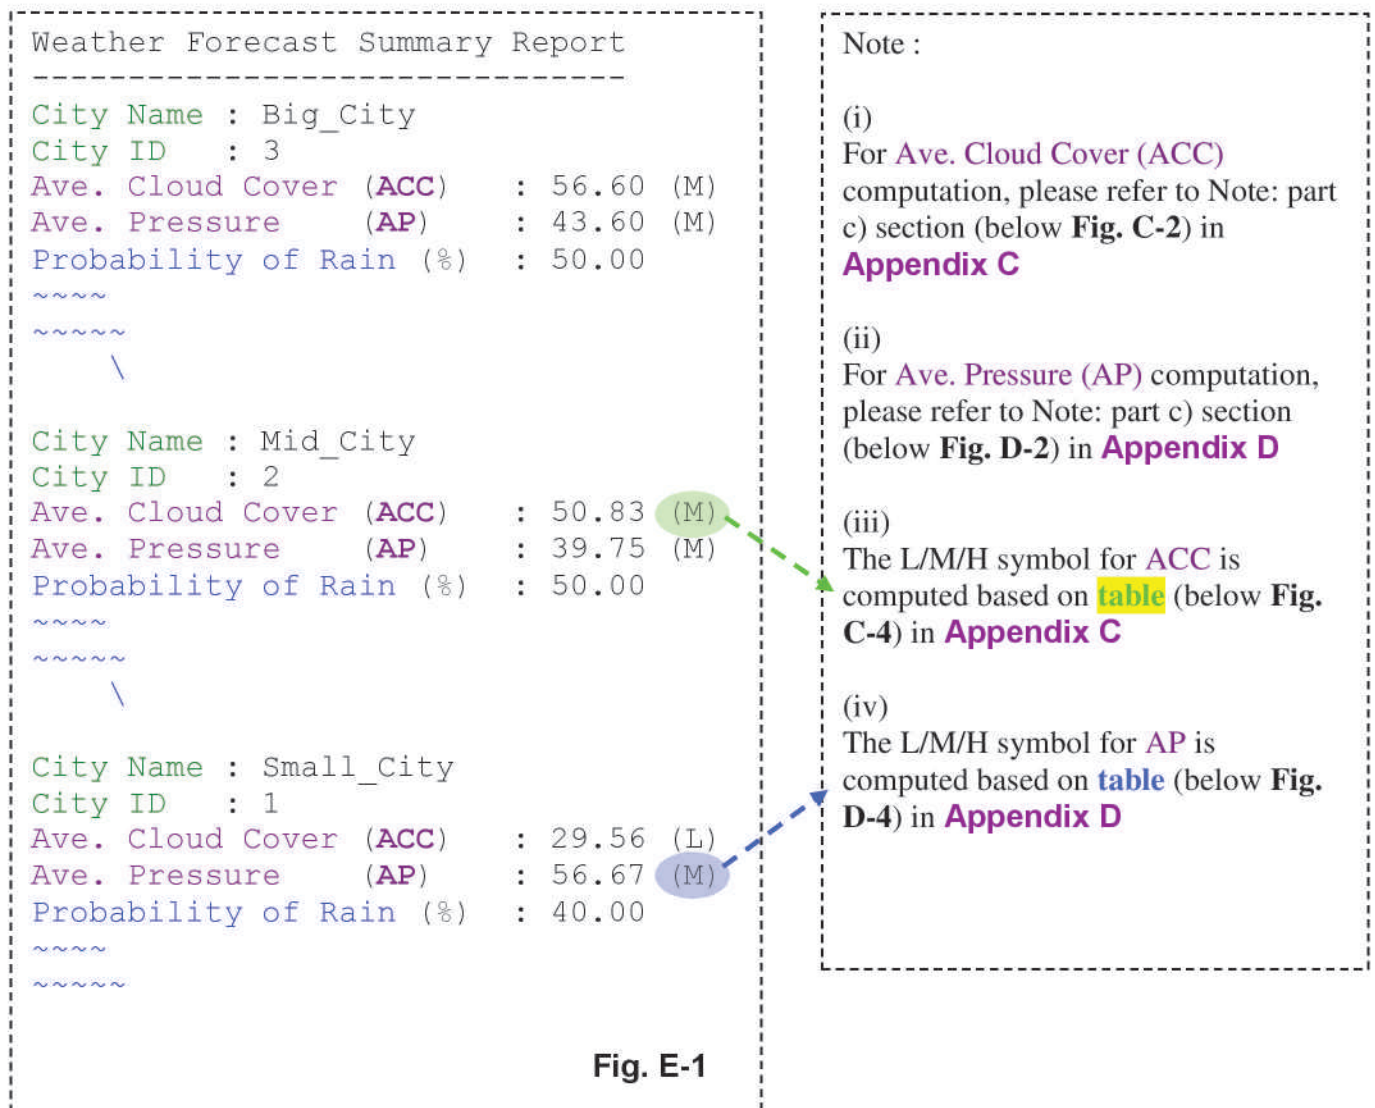 Weather Forecast Summary Report
-------------------------------
City Name : Big_City
City ID   : 3
Ave. Cloud Cover (ACC)    : 56.60 (M)
Ave. Pressure    (AP)     : 43.60 (M)
Probability of Rain (%)   : 50.00
~~~~
~~~~~
    \
City Name : Mid_City
City ID   : 2
Ave. Cloud Cover (ACC)    : 50.83 (M)
Ave. Pressure    (AP)     : 39.75 (M)
Probability of Rain (%)   : 50.00
~~~~
~~~~~
    \
City Name : Small_City
City ID   : 1
Ave. Cloud Cover (ACC)    : 29.56 (L)
Ave. Pressure    (AP)     : 56.67 (M)
Probability of Rain (%)   : 40.00
~~~~
~~~~~
Fig. E-1
Note :
(i)
For Ave. Cloud Cover (ACC)
computation, please refer to Note: part
c) section (below Fig. C-2) in
Appendix C
(ii)
For Ave. Pressure (AP) computation,
please refer to Note: part c) section
(below Fig. D-2) in Appendix D
(iii)
The L/M/H symbol for ACC is
computed based on table (below Fig.
C-4) in Appendix C
(iv)
The L/M/H symbol for AP is
computed based on table (below Fig.
D-4) in Appendix D